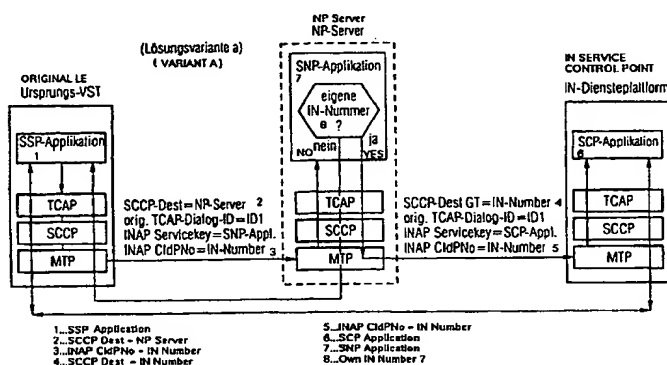 NP Server
NP-Server
(Lösungsvariante a)
( VARIANT A)
ORIGINAL LE
Ursprungs-VST
IN SERVICE
CONTROL POINT
IN-Diensteplattform
SNP-Applikation
7
eigene
IN-Nummer
8 ?
nein
NO
ja
YES
SSP-Applikation
1
SCP-Applikation
6
TCAP
SCCP
MTP
TCAP
SCCP
MTP
TCAP
SCCP
MTP
SCCP-Dest=NP-Server 2
orig. TCAP-Dialog-ID=ID1
INAP Servicekey=SNP-Appl.
INAP CldPNo=IN-Number 3
SCCP-Dest GT=IN-Number 4
orig. TCAP-Dialog-ID=ID1
INAP Servicekey=SCP-Appl.
INAP CldPNo=IN-Number 5
1...SSP Application
2...SCCP Dest - NP Server
3...INAP CldPNo - IN Number
4...SCCP Dest - IN Number
5...INAP CldPNo - IN Number
6...SCP Application
7...SNP Application
8...Own IN Number ?